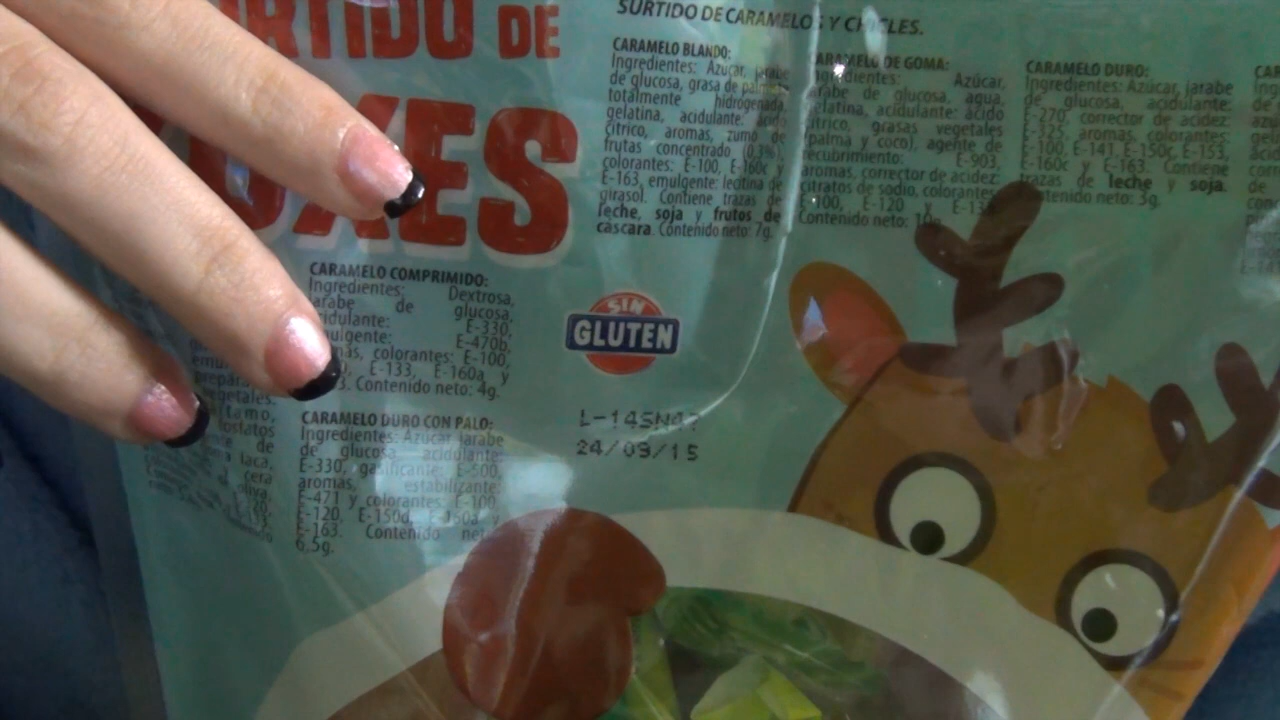 SURTIDO DE
SURTIDO DE CARAMELOS Y CHICLES.
CARAMELO BLANDO:
Ingredientes: Azúcar, jarabe
de glucosa, grasa de palma
totalmente hidrogenada,
gelatina, acidulante: ácido
cítrico, aromas, zumo de
frutas concentrado (0,3%),
colorantes: E-100, E-160c y
E-163, emulgente: lecitina de
girasol. Contiene trazas de
leche, soja y frutos de
cáscara. Contenido neto: 7g.
CARAMELO DE GOMA:
Ingredientes: Azúcar,
jarabe de glucosa, agua,
gelatina, acidulante: ácido
cítrico, grasas vegetales
(palma y coco), agente de
recubrimiento: E-903,
aromas, corrector de acidez:
citratos de sodio, colorantes:
E-100, E-120 y
Contenido neto: 10g.
CARAMELO DURO:
Ingredientes: Azúcar, jarabe
de glucosa, acidulante:
E-270, corrector de acidez:
E-325, aromas, colorantes:
E-100, E-141, E-150c, E-153,
E-160c y E-163. Contiene
trazas de leche y soja.
Contenido neto: 3g.
CARAMELO COMPRIMIDO:
Ingredientes: Dextrosa,
jarabe de glucosa,
acidulante: E-330,
emulgente: E-470b,
aromas, colorantes: E-100,
E-133, E-160a y
Contenido neto: 4g.
SIN
GLUTEN
L-145N4
24/03/15
CARAMELO DURO CON PALO:
Ingredientes: Azúcar, jarabe
de glucosa, acidulante:
E-330, gasificante: E-500,
aromas, estabilizante:
E-471 y colorantes: E-100,
E-120, E-150d, E-160a y
E-163. Contenido neto:
6,5g.